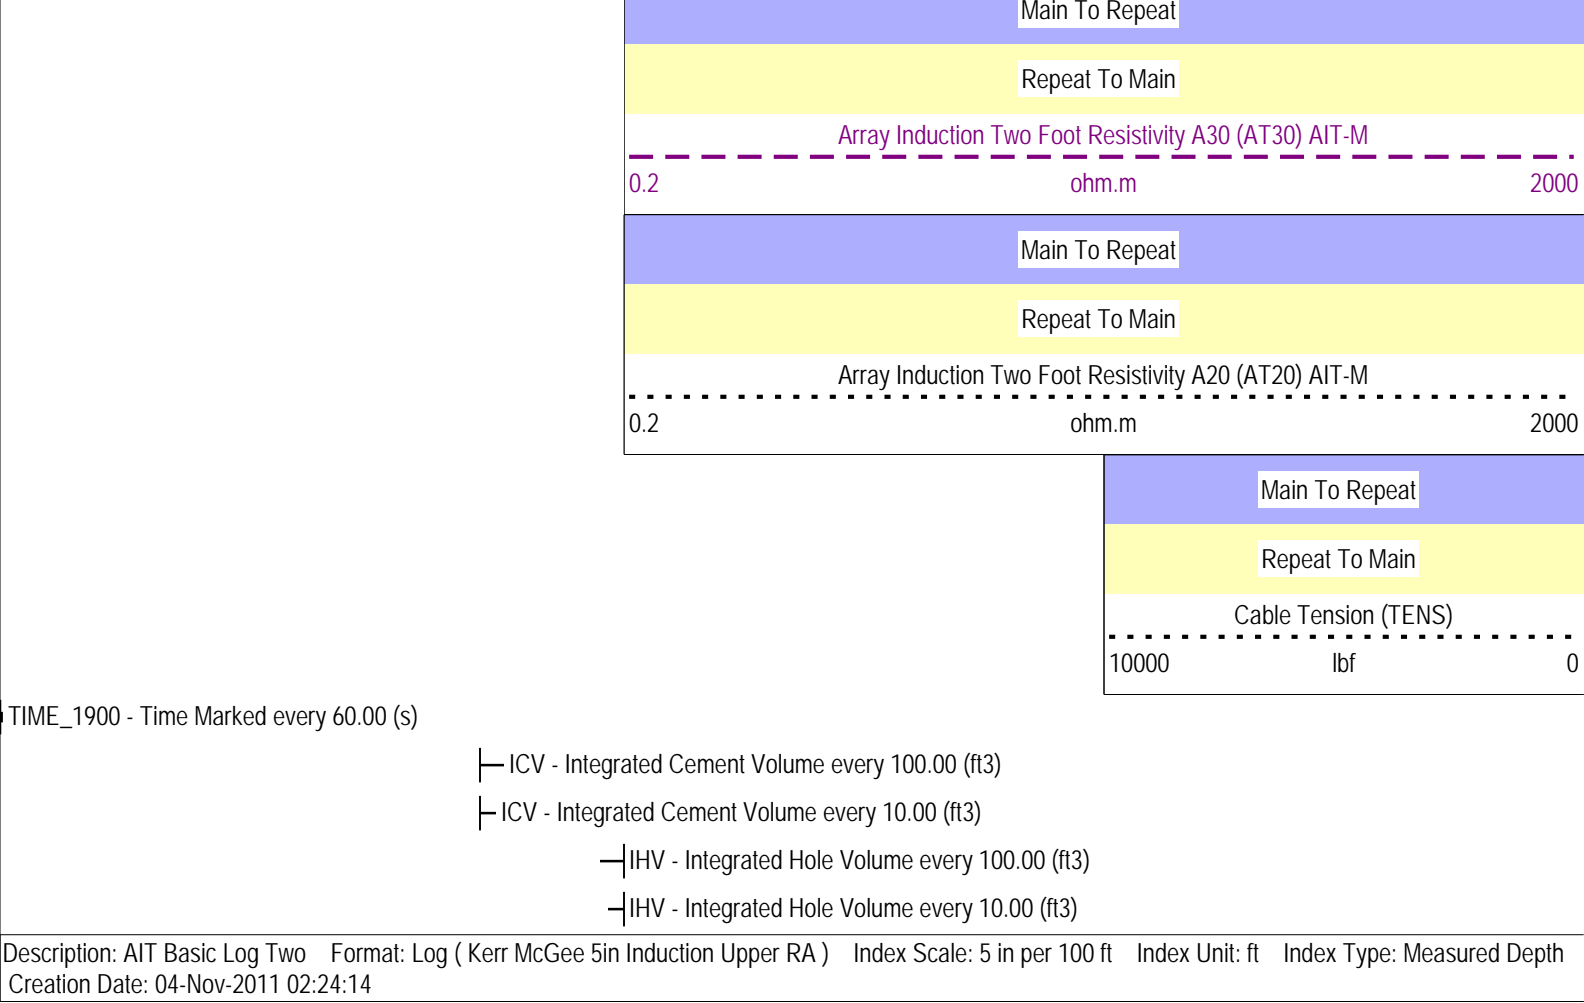 Main To Repeat
Repeat To Main
Array Induction Two Foot Resistivity A30 (AT30) AIT-M
0.2 ohm.m 2000
Main To Repeat
Repeat To Main
Array Induction Two Foot Resistivity A20 (AT20) AIT-M
0.2 ohm.m 2000
Main To Repeat
Repeat To Main
Cable Tension (TENS)
10000 lbf 0
TIME_1900 - Time Marked every 60.00 (s)
ICV - Integrated Cement Volume every 100.00 (ft3)
ICV - Integrated Cement Volume every 10.00 (ft3)
IHV - Integrated Hole Volume every 100.00 (ft3)
IHV - Integrated Hole Volume every 10.00 (ft3)
Description: AIT Basic Log Two Format: Log ( Kerr McGee 5in Induction Upper RA ) Index Scale: 5 in per 100 ft Index Unit: ft Index Type: Measured Depth
Creation Date: 04-Nov-2011 02:24:14